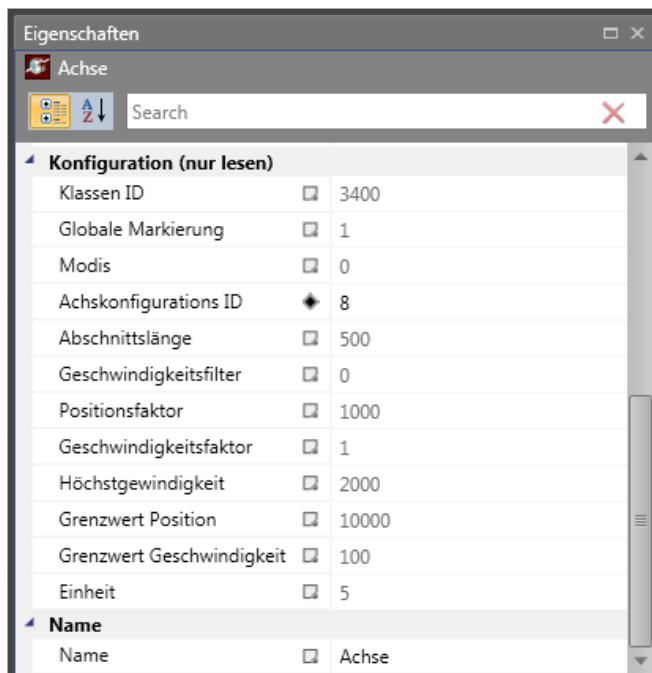 Eigenschaften
Achse
A Z Search
Konfiguration (nur lesen)
Klassen ID 3400
Globale Markierung 1
Modis 0
Achskonfigurations ID 8
Abschnittslänge 500
Geschwindigkeitsfilter 0
Positionsfaktor 1000
Geschwindigkeitsfaktor 1
Höchstgewindigkeit 2000
Grenzwert Position 10000
Grenzwert Geschwindigkeit 100
Einheit 5
Name
Name Achse